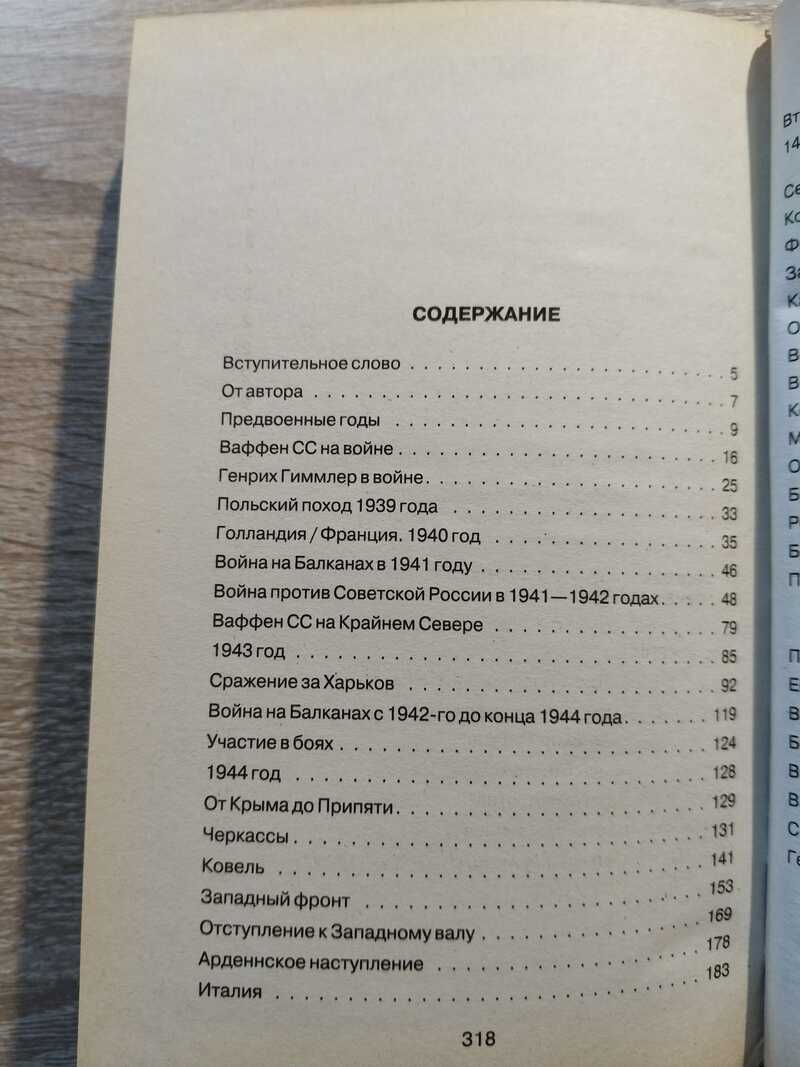 СОДЕРЖАНИЕ
Вступительное слово . . . . . . . . . . . . . . . . . . . . 5
От автора . . . . . . . . . . . . . . . . . . . . 7
Предвоенные годы . . . . . . . . . . . . . . . . . . . . 9
Ваффен СС на войне . . . . . . . . . . . . . . . . . . . . 16
Генрих Гиммлер в войне. . . . . . . . . . . . . . . . . . . . 25
Польский поход 1939 года . . . . . . . . . . . . . . . . . . 33
Голландия / Франция. 1940 год . . . . . . . . . . . . . . . 35
Война на Балканах в 1941 году . . . . . . . . . . . . . . . 46
Война против Советской России в 1941—1942 годах. . . . . 48
Ваффен СС на Крайнем Севере . . . . . . . . . . . . . . 79
1943 год . . . . . . . . . . . . . . . . . . . . 85
Сражение за Харьков . . . . . . . . . . . . . . . . . . . . 92
Война на Балканах с 1942-го до конца 1944 года. . . . . . . 119
Участие в боях . . . . . . . . . . . . . . . . . . . . 124
1944 год . . . . . . . . . . . . . . . . . . . . 128
От Крыма до Припяти. . . . . . . . . . . . . . . . . . . . 129
Черкассы . . . . . . . . . . . . . . . . . . . . 131
Ковель . . . . . . . . . . . . . . . . . . . . 141
Западный фронт . . . . . . . . . . . . . . . . . . . . 153
Отступление к Западному валу . . . . . . . . . . . . . . . 169
Арденнское наступление . . . . . . . . . . . . . . . . . . 178
Италия . . . . . . . . . . . . . . . . . . . . 183
318